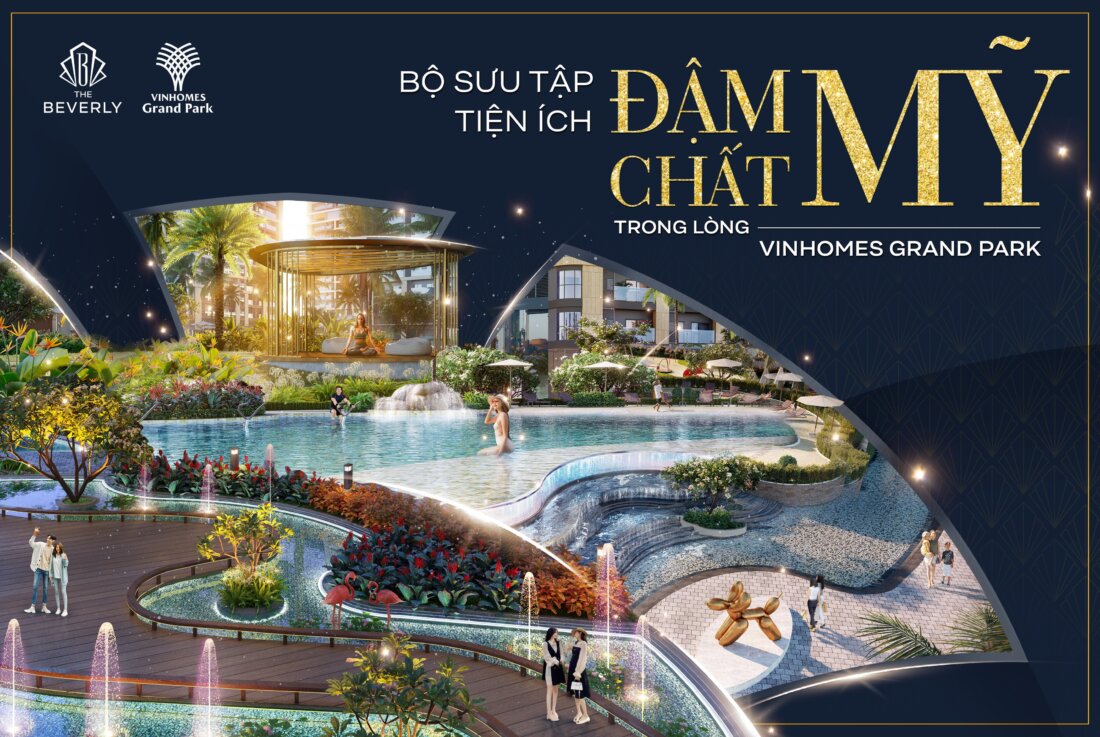 THE
BEVERLY
VINHOMES
Grand Park
BỘ SƯU TẬP
TIỆN ÍCH
ĐẬM
CHẤT
MỸ
TRONG LÒNG
VINHOMES GRAND PARK